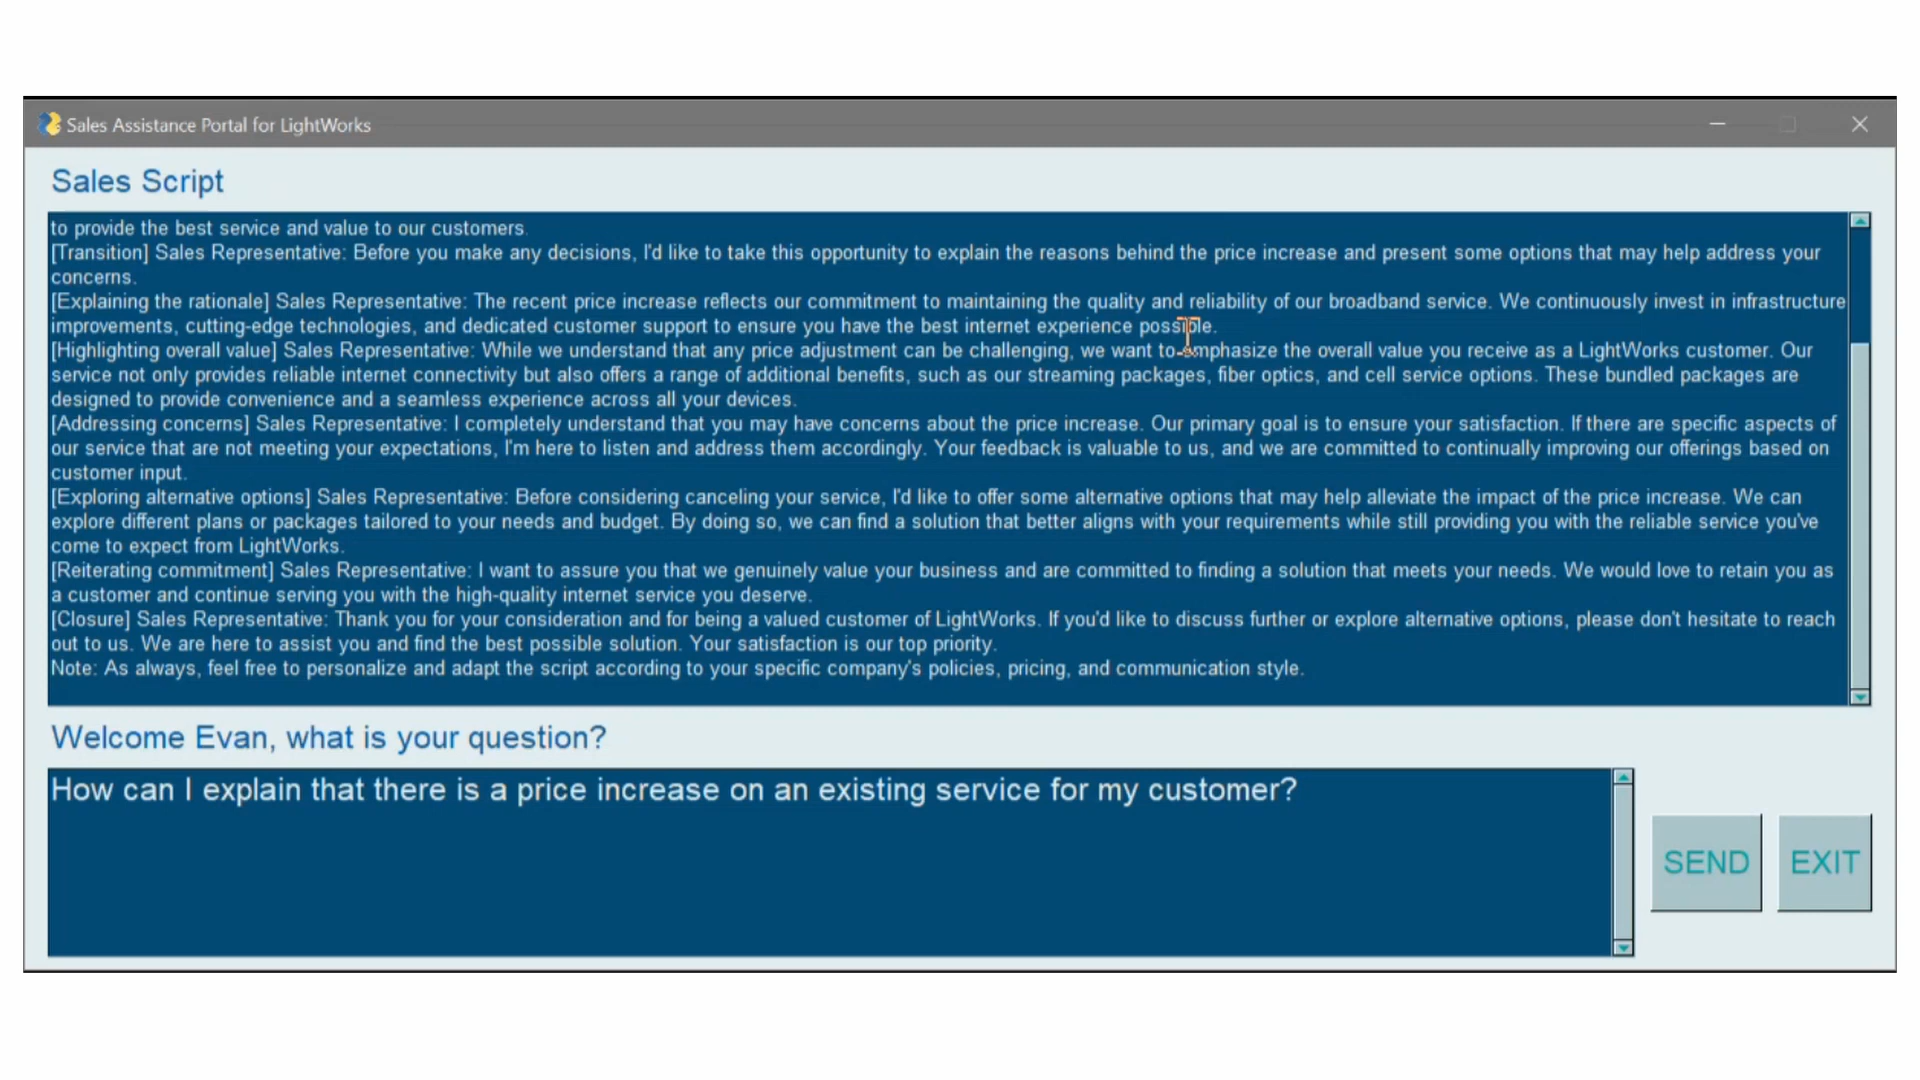 Sales Assistance Portal for LightWorks
Sales Script
to provide the best service and value to our customers.
[Transition] Sales Representative: Before you make any decisions, I'd like to take this opportunity to explain the reasons behind the price increase and present some options that may help address your
concerns.
[Explaining the rationale] Sales Representative: The recent price increase reflects our commitment to maintaining the quality and reliability of our broadband service. We continuously invest in infrastructure
improvements, cutting-edge technologies, and dedicated customer support to ensure you have the best internet experience possible.
[Highlighting overall value] Sales Representative: While we understand that any price adjustment can be challenging, we want to emphasize the overall value you receive as a LightWorks customer. Our
service not only provides reliable internet connectivity but also offers a range of additional benefits, such as our streaming packages, fiber optics, and cell service options. These bundled packages are
designed to provide convenience and a seamless experience across all your devices.
[Addressing concerns] Sales Representative: I completely understand that you may have concerns about the price increase. Our primary goal is to ensure your satisfaction. If there are specific aspects of
our service that are not meeting your expectations, I'm here to listen and address them accordingly. Your feedback is valuable to us, and we are committed to continually improving our offerings based on
customer input.
[Exploring alternative options] Sales Representative: Before considering canceling your service, I'd like to offer some alternative options that may help alleviate the impact of the price increase. We can
explore different plans or packages tailored to your needs and budget. By doing so, we can find a solution that better aligns with your requirements while still providing you with the reliable service you've
come to expect from LightWorks.
[Reiterating commitment] Sales Representative: I want to assure you that we genuinely value your business and are committed to finding a solution that meets your needs. We would love to retain you as
a customer and continue serving you with the high-quality internet service you deserve.
[Closure] Sales Representative: Thank you for your consideration and for being a valued customer of LightWorks. If you'd like to discuss further or explore alternative options, please don't hesitate to reach
out to us. We are here to assist you and find the best possible solution. Your satisfaction is our top priority.
Note: As always, feel free to personalize and adapt the script according to your specific company's policies, pricing, and communication style.
Welcome Evan, what is your question?
How can I explain that there is a price increase on an existing service for my customer?
SEND
EXIT